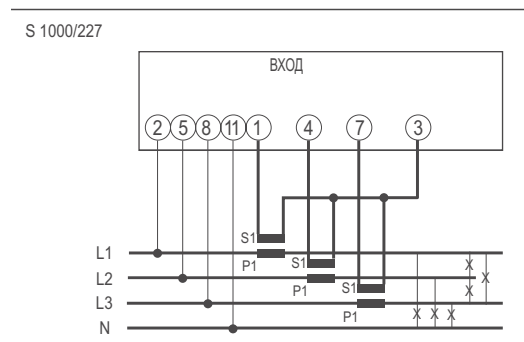 S 1000/227
ВХОД
2 5 8 11 1 4 7 3
S1
L1
P1
S1
L2
P1
S1
L3
P1
N
X X X X X X